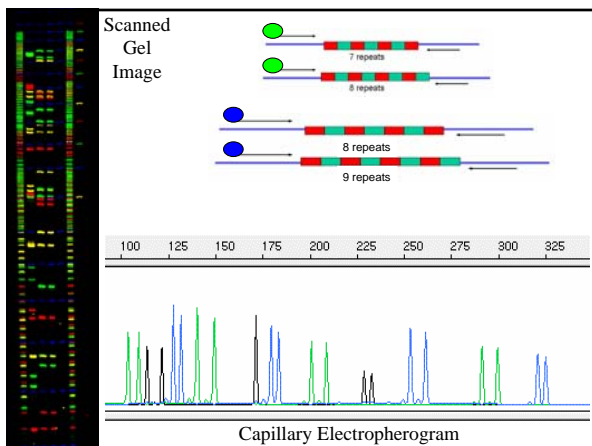 Scanned
Gel
Image
7 repeats
8 repeats
8 repeats
9 repeats
100 125 150 175 200 225 250 275 300 325
Capillary Electropherogram